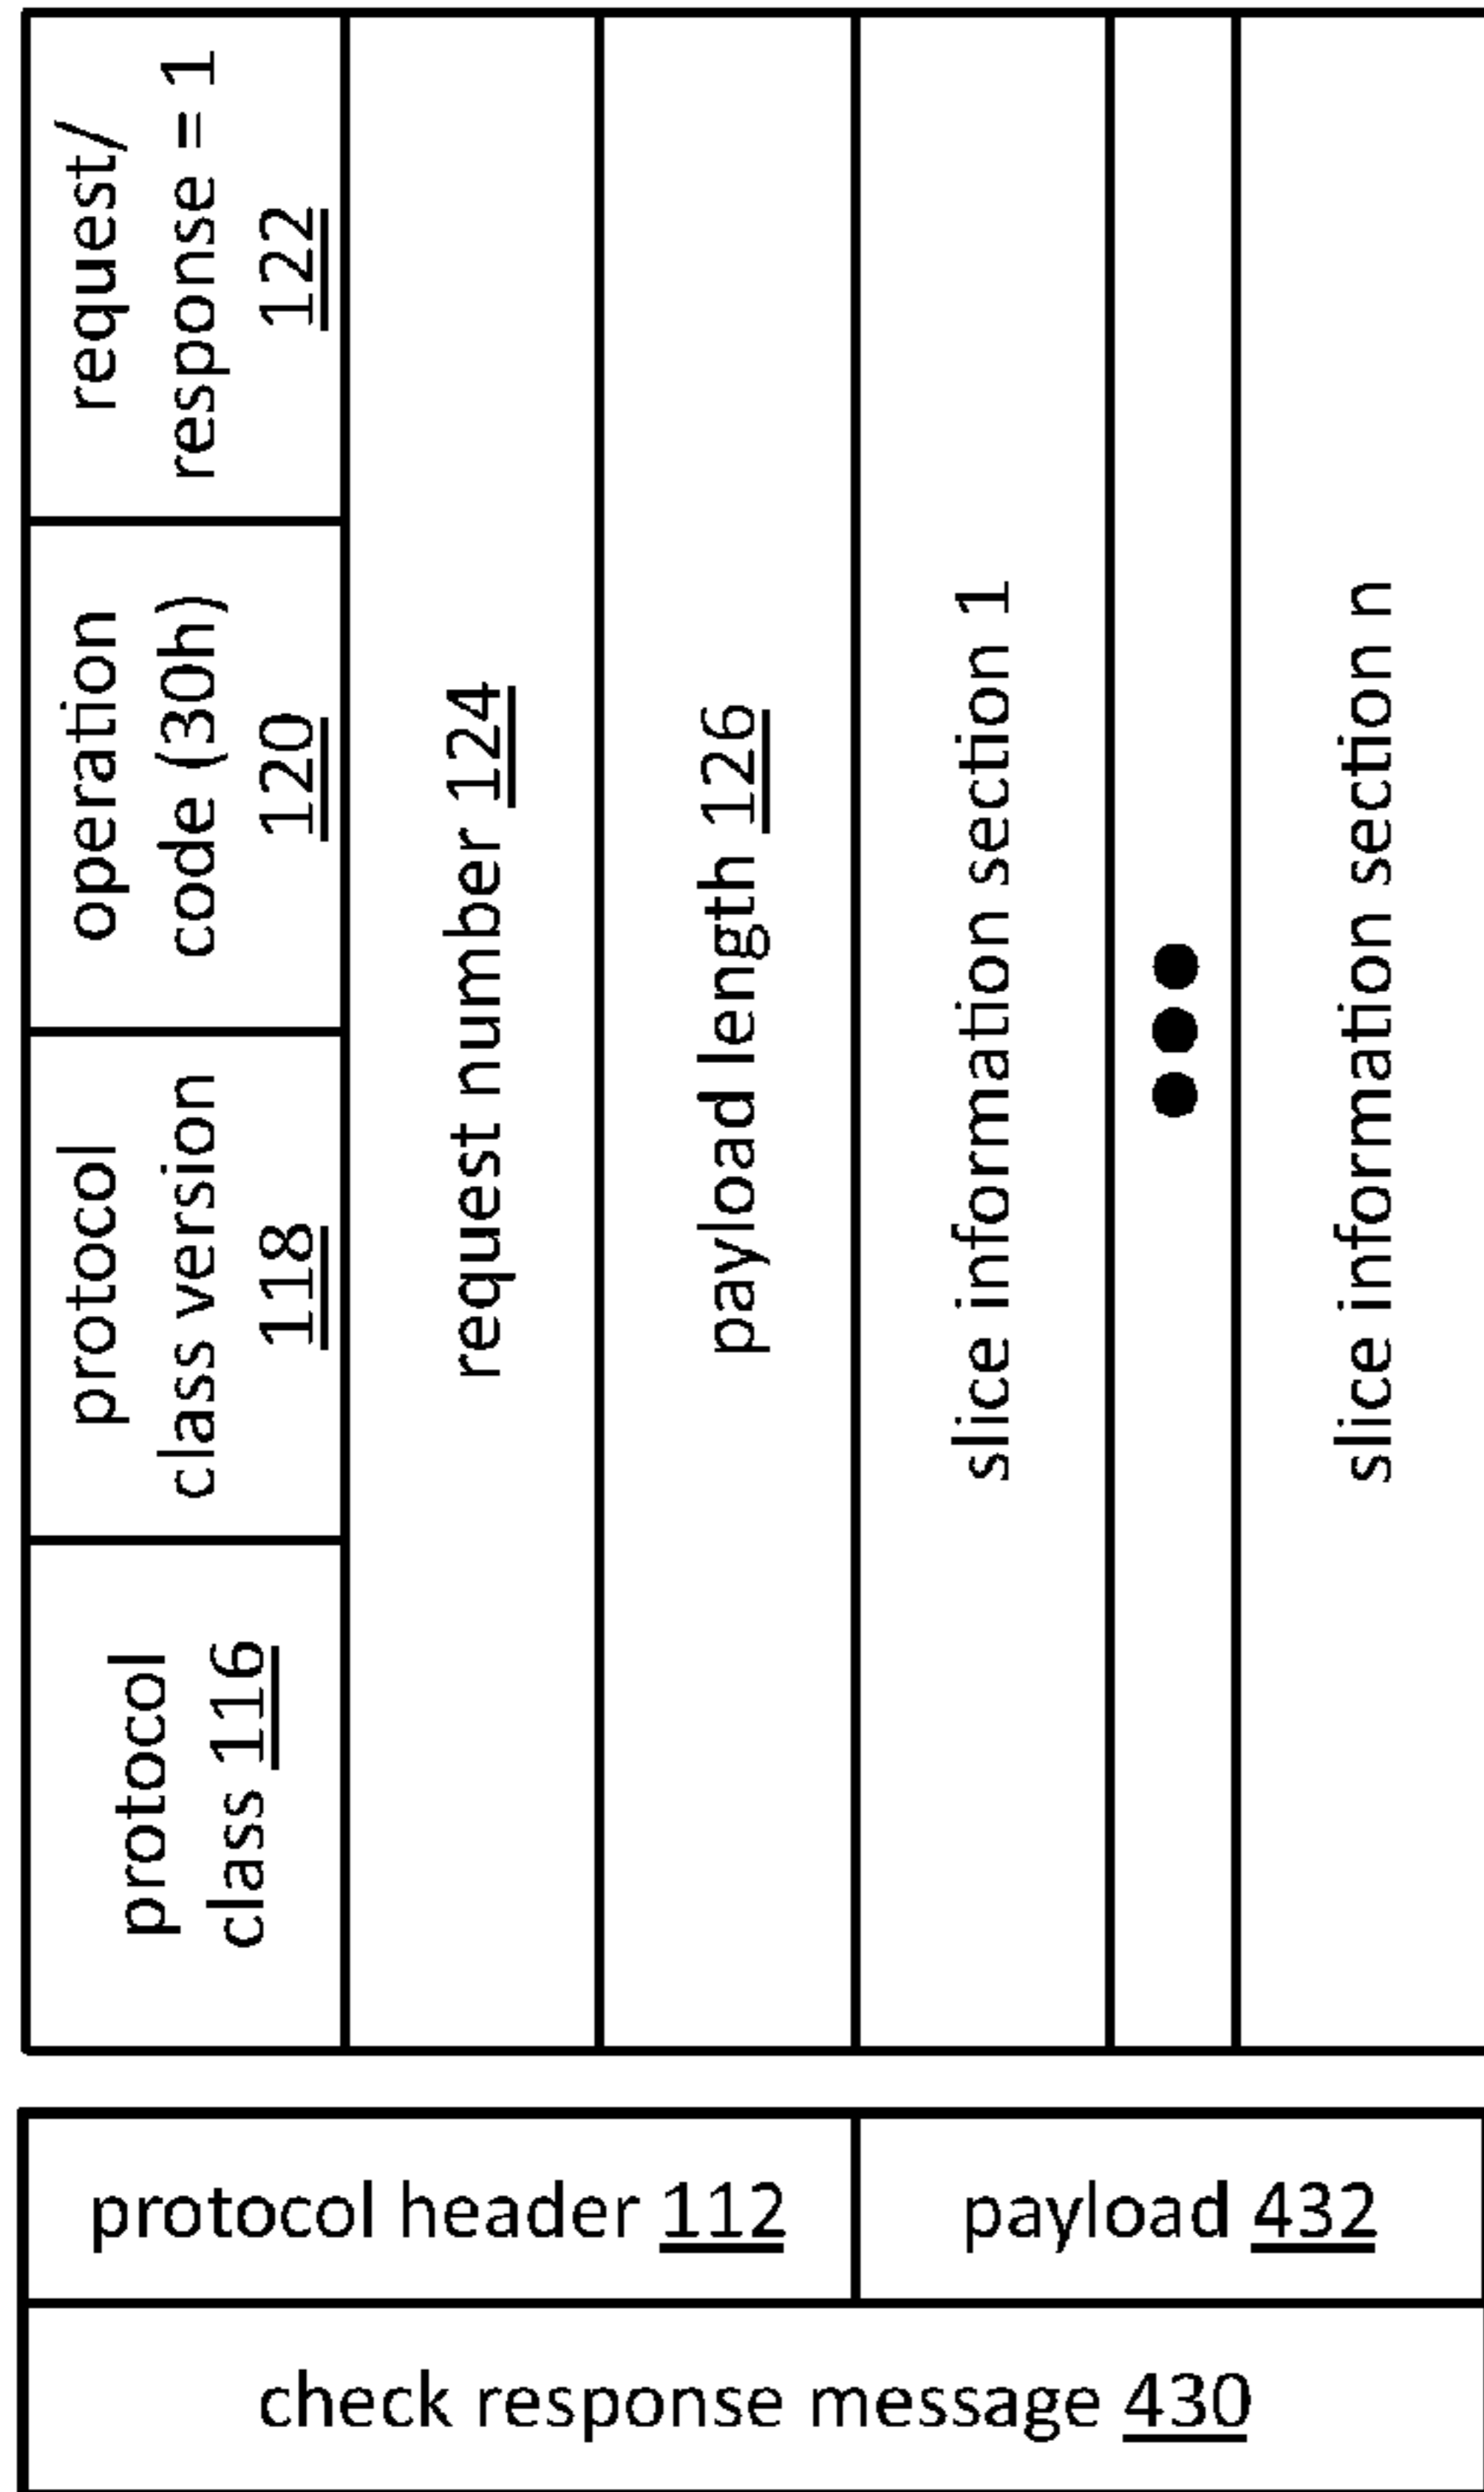 check response message 430
protocol header 112
payload 432
protocol
class 116
protocol
class version
118
operation
code (30h)
120
request/
response = 1
122
request number 124
payload length 126
slice information section 1
slice information section n